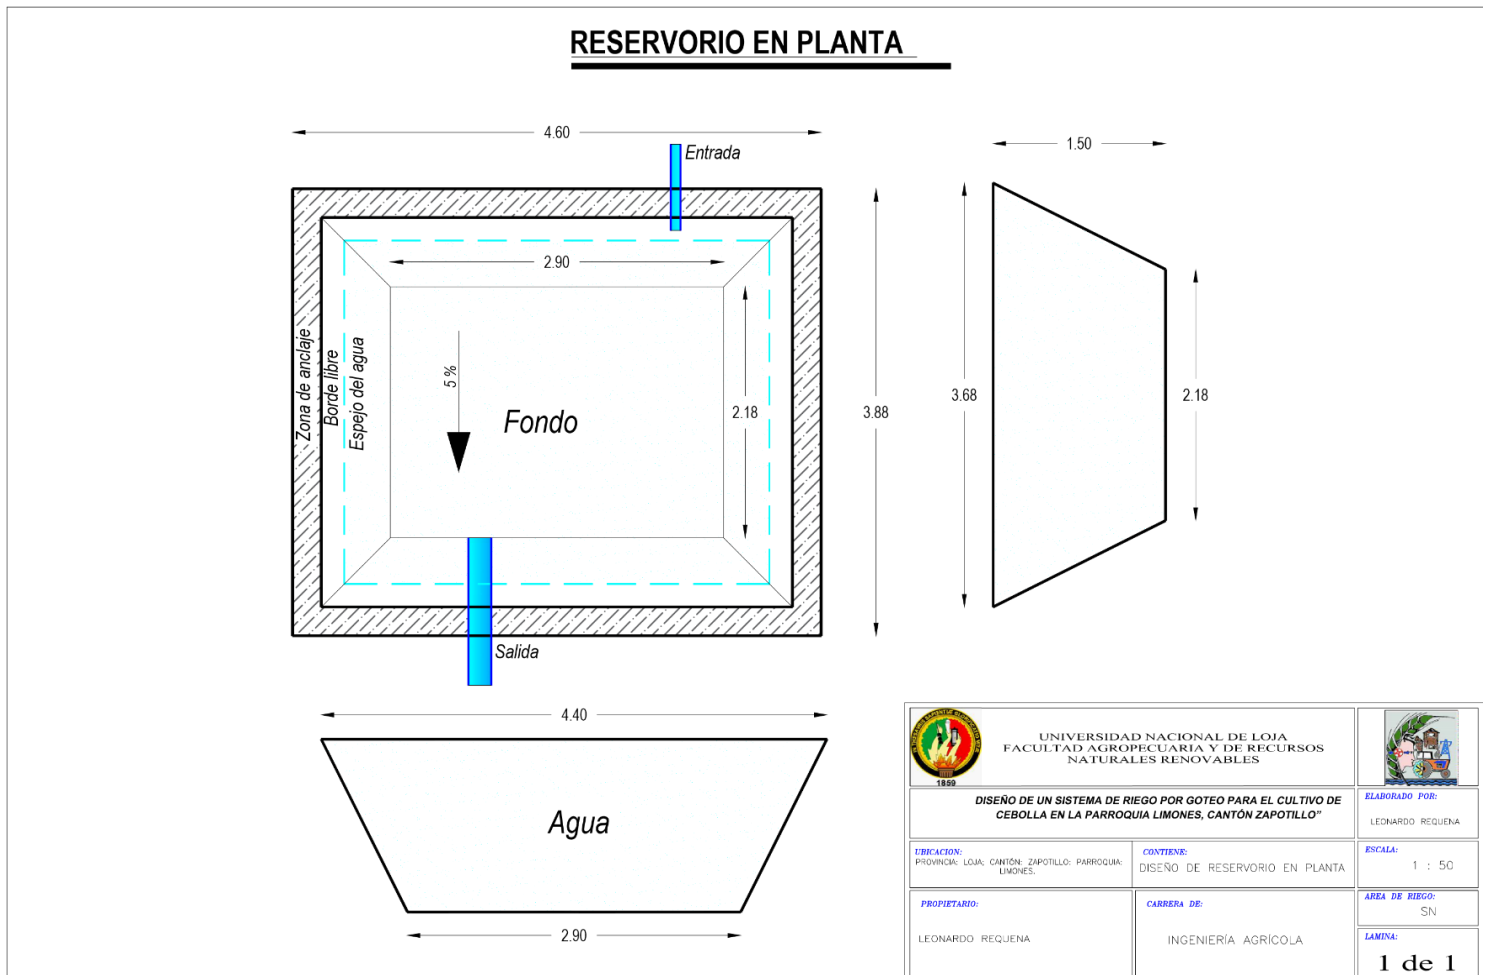 RESERVORIO EN PLANTA
4.60
Entrada
1.50
2.90
Zona de anclaje
Borde libre
Espejo del agua
5 %
Fondo
2.18
3.88
3.68
2.18
Salida
4.40
Agua
2.90
1859
UNIVERSIDAD NACIONAL DE LOJA
FACULTAD AGROPECUARIA Y DE RECURSOS
NATURALES RENOVABLES
DISEÑO DE UN SISTEMA DE RIEGO POR GOTEO PARA EL CULTIVO DE
CEBOLLA EN LA PARROQUIA LIMONES, CANTÓN ZAPOTILLO”
ELABORADO POR:
LEONARDO REQUENA
UBICACION:
PROVINCIA: LOJA; CANTÓN: ZAPOTILLO: PARROQUIA:
LIMONES.
CONTIENE:
DISEÑO DE RESERVORIO EN PLANTA
ESCALA:
1 : 50
PROPIETARIO:
LEONARDO REQUENA
CARRERA DE:
INGENIERÍA AGRÍCOLA
AREA DE RIEGO:
SN
LAMINA:
1 de 1